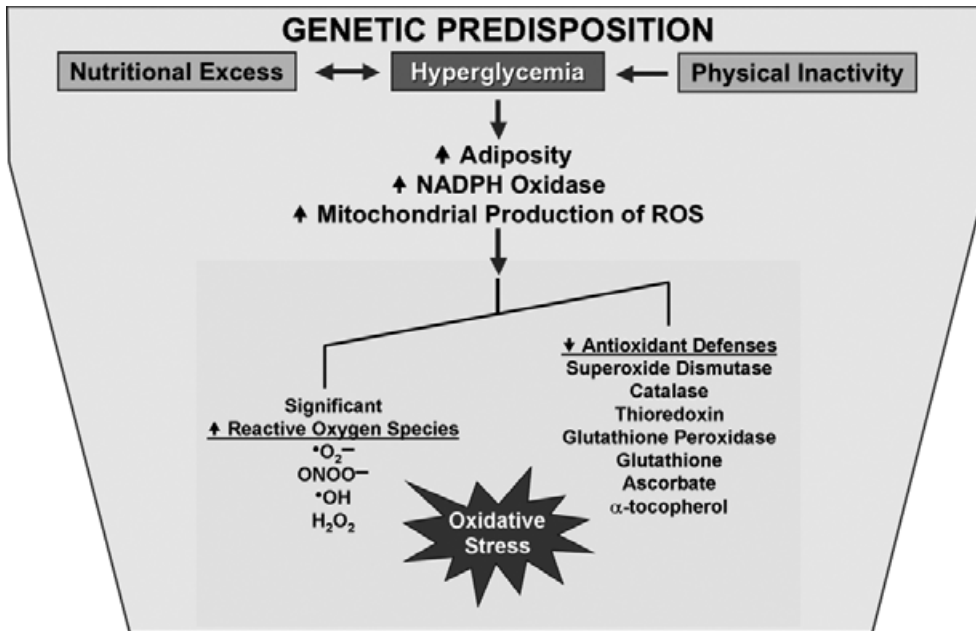 GENETIC PREDISPOSITION
Nutritional Excess
Hyperglycemia
Physical Inactivity
Adiposity
NADPH Oxidase
Mitochondrial Production of ROS
Significant
Reactive Oxygen Species
•O₂⁻
ONOO⁻
•OH
H₂O₂
Antioxidant Defenses
Superoxide Dismutase
Catalase
Thioredoxin
Glutathione Peroxidase
Glutathione
Ascorbate
α-tocopherol
Oxidative
Stress